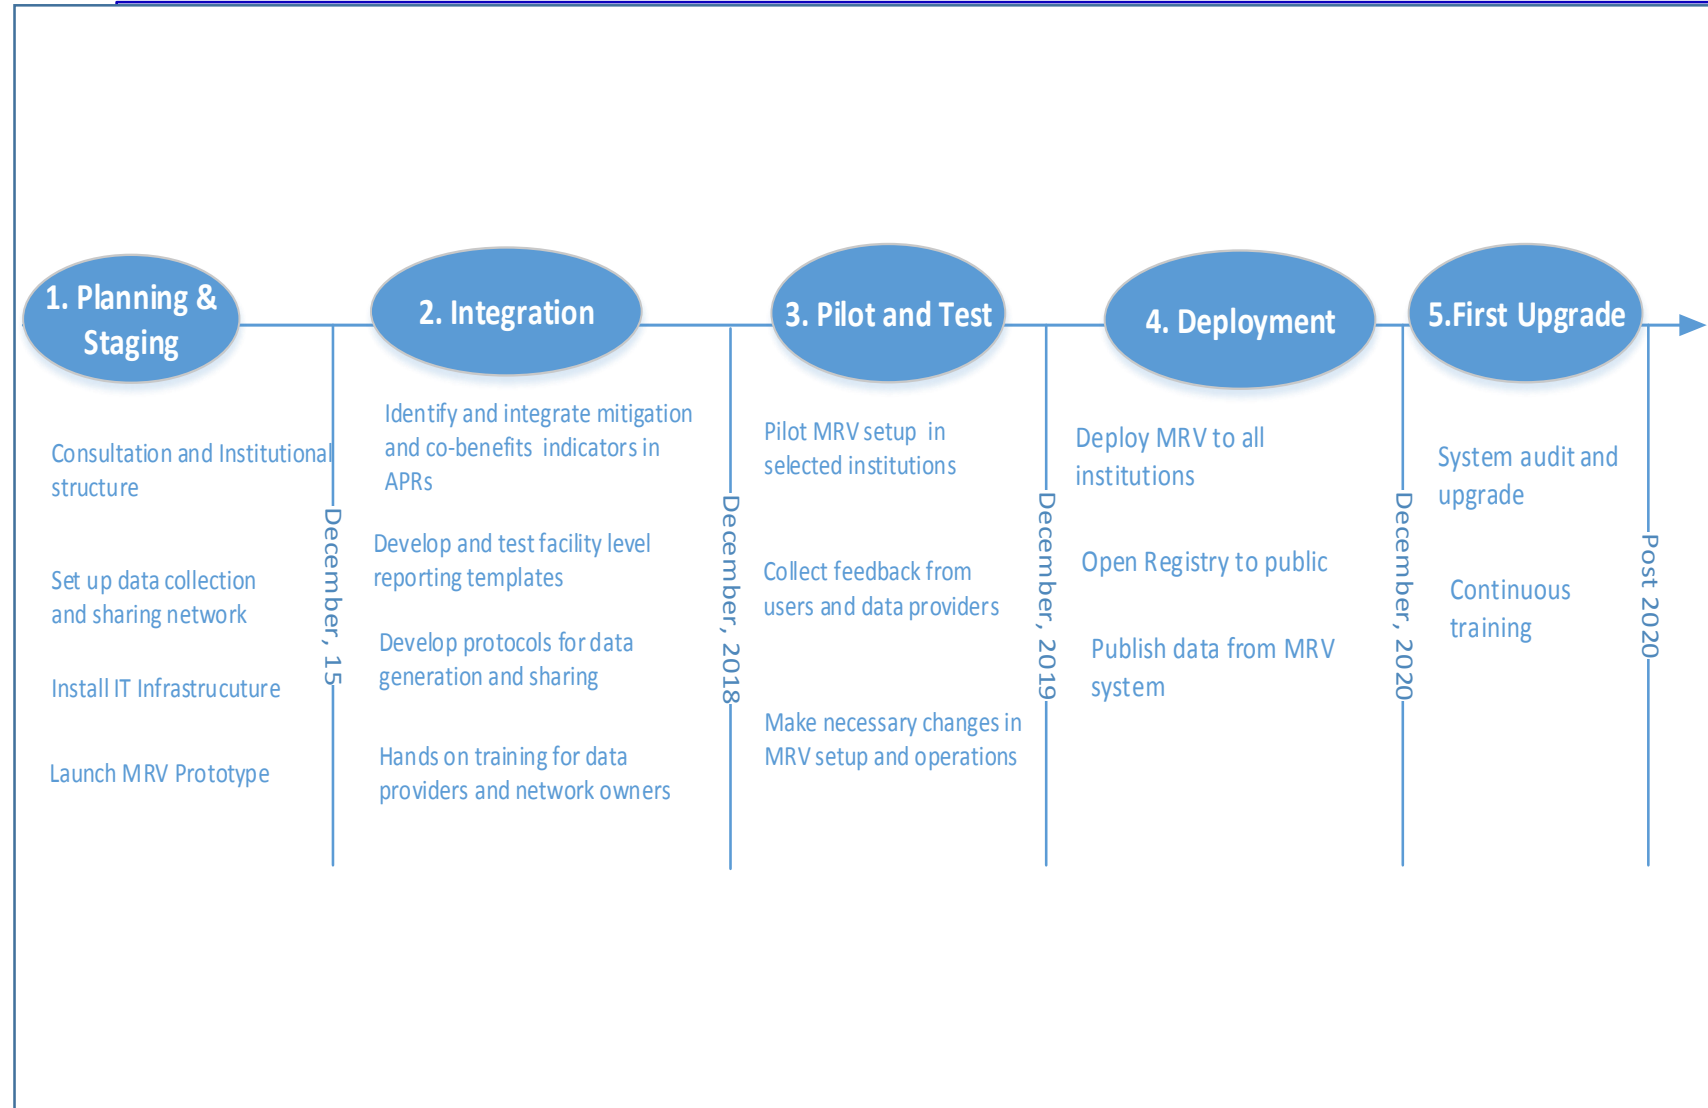 1. Planning &
Staging
Consultation and Institutional
structure
Set up data collection
and sharing network
Install IT Infrastrucuture
Launch MRV Prototype
December, 15
2. Integration
Identify and integrate mitigation
and co-benefits indicators in
APRs
Develop and test facility level
reporting templates
Develop protocols for data
generation and sharing
Hands on training for data
providers and network owners
December, 2018
3. Pilot and Test
Pilot MRV setup in
selected institutions
Collect feedback from
users and data providers
Make necessary changes in
MRV setup and operations
December, 2019
4. Deployment
Deploy MRV to all
institutions
Open Registry to public
Publish data from MRV
system
December, 2020
5.First Upgrade
System audit and
upgrade
Continuous
training
Post 2020